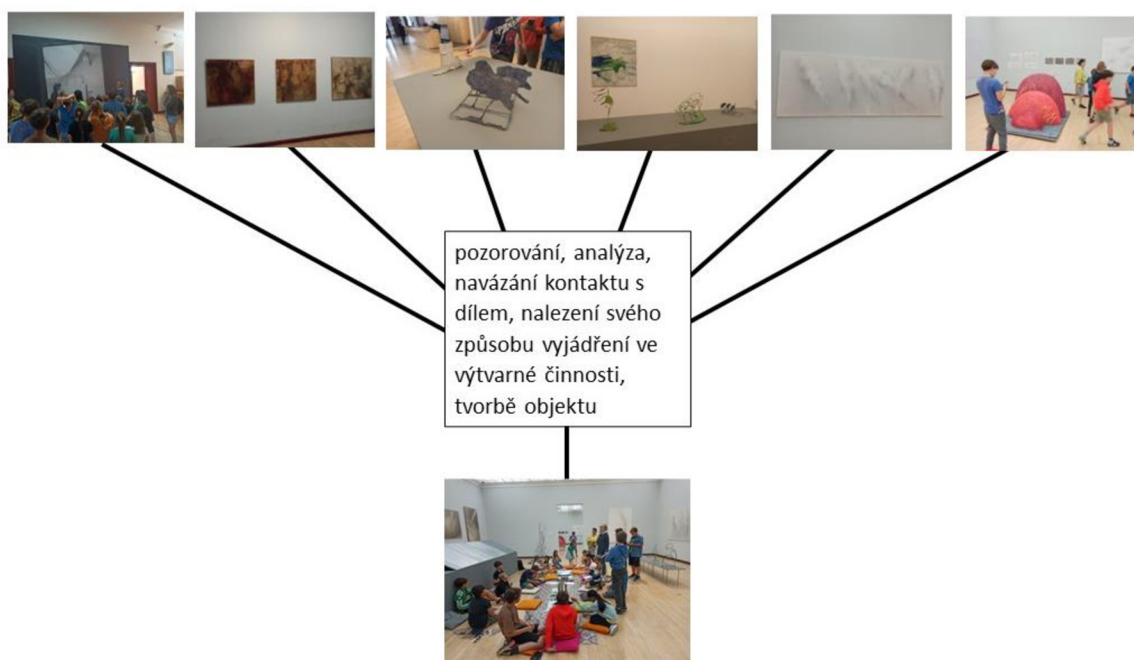 pozorování, analýza,
navázání kontaktu s
dílem, nalezení svého
způsobu vyjádření ve
výtvarné činnosti,
tvorbě objektu